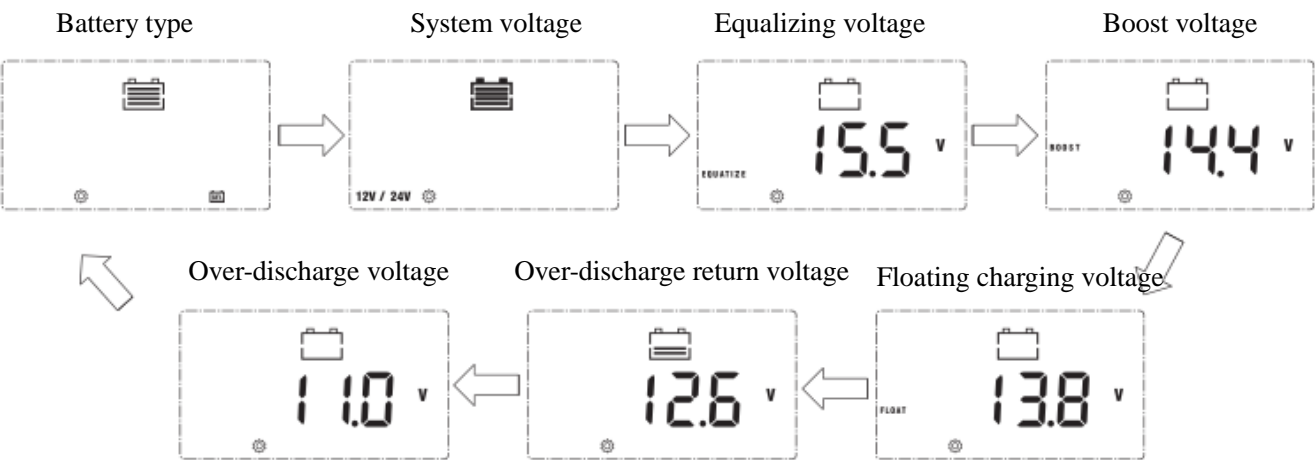 Battery type
System voltage
Equalizing voltage
Boost voltage
12V / 24V
EQUATIZE
15.5 V
BOOST
14.4 V
Over-discharge voltage
Over-discharge return voltage
Floating charging voltage
11.0 V
12.6 V
FLOAT
13.8 V